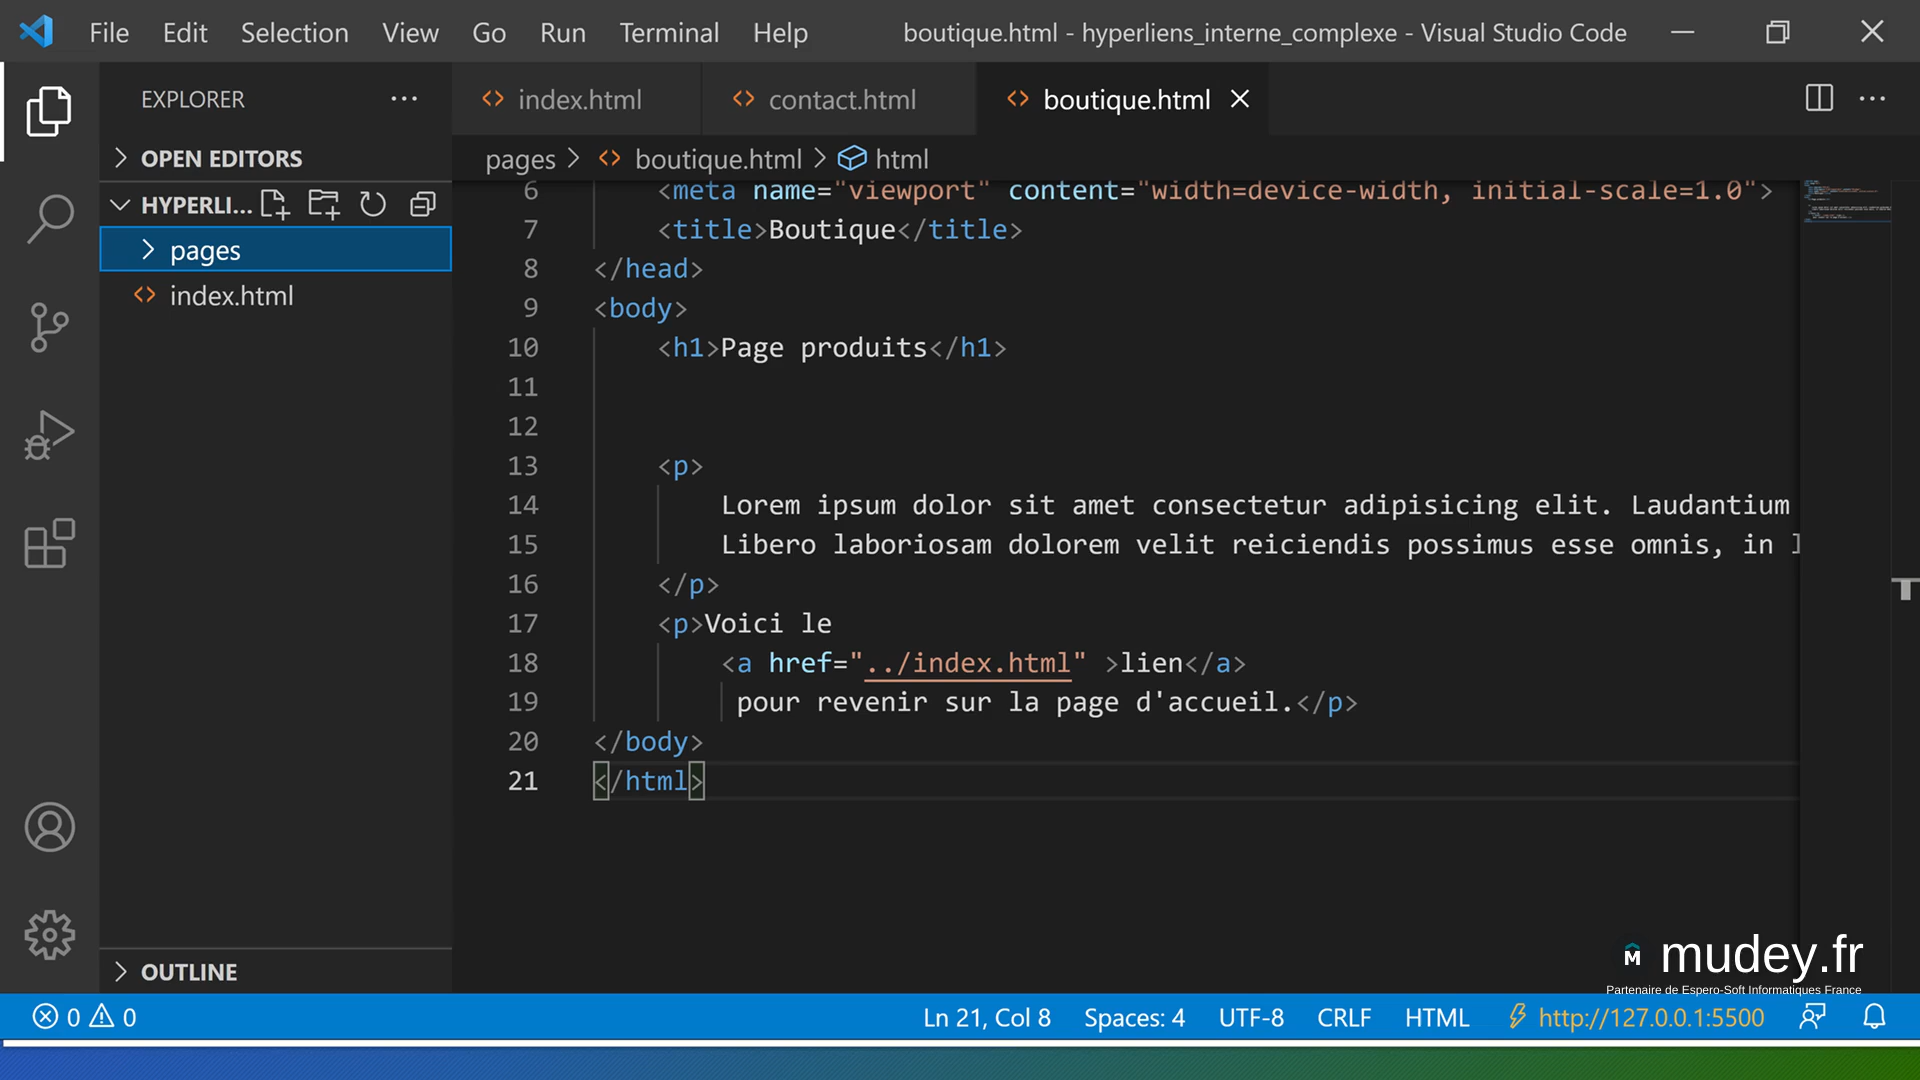 File Edit Selection View Go Run Terminal Help boutique.html - hyperliens_interne_complexe - Visual Studio Code
EXPLORER
index.html contact.html boutique.html
OPEN EDITORS
pages > boutique.html > html
HYPERLI...
pages
index.html
6 <meta name="viewport" content="width=device-width, initial-scale=1.0">
7 <title>Boutique</title>
8 </head>
9 <body>
10 <h1>Page produits</h1>
11
12
13 <p>
14 Lorem ipsum dolor sit amet consectetur adipisicing elit. Laudantium
15 Libero laboriosam dolorem velit reiciendis possimus esse omnis, in
16 </p>
17 <p>Voici le
18 <a href="../index.html" >lien</a>
19 pour revenir sur la page d'accueil.</p>
20 </body>
21 </html>
OUTLINE
M mudey.fr
Partenaire de Espero-Soft Informatiques France
0 0 Ln 21, Col 8 Spaces: 4 UTF-8 CRLF HTML http://127.0.0.1:5500